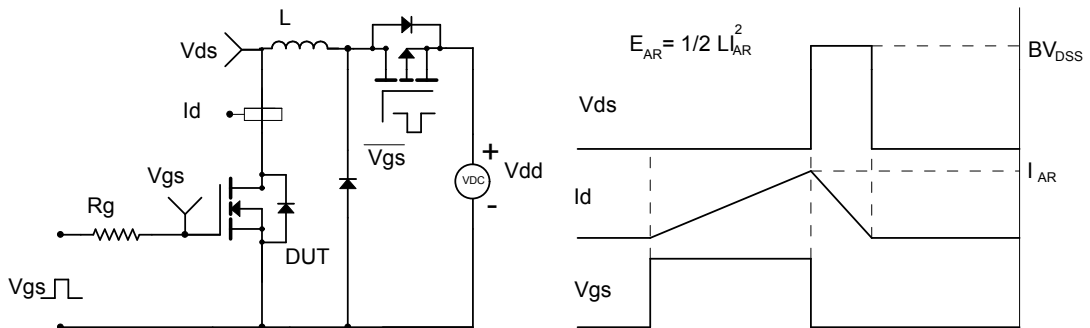 L
Vds
Id
Vgs
Rg
DUT
Vgs
Vgs
VDC
+
-
Vdd
E_AR = 1/2 LI_AR^2
Vds
BV_DSS
Id
I_AR
Vgs